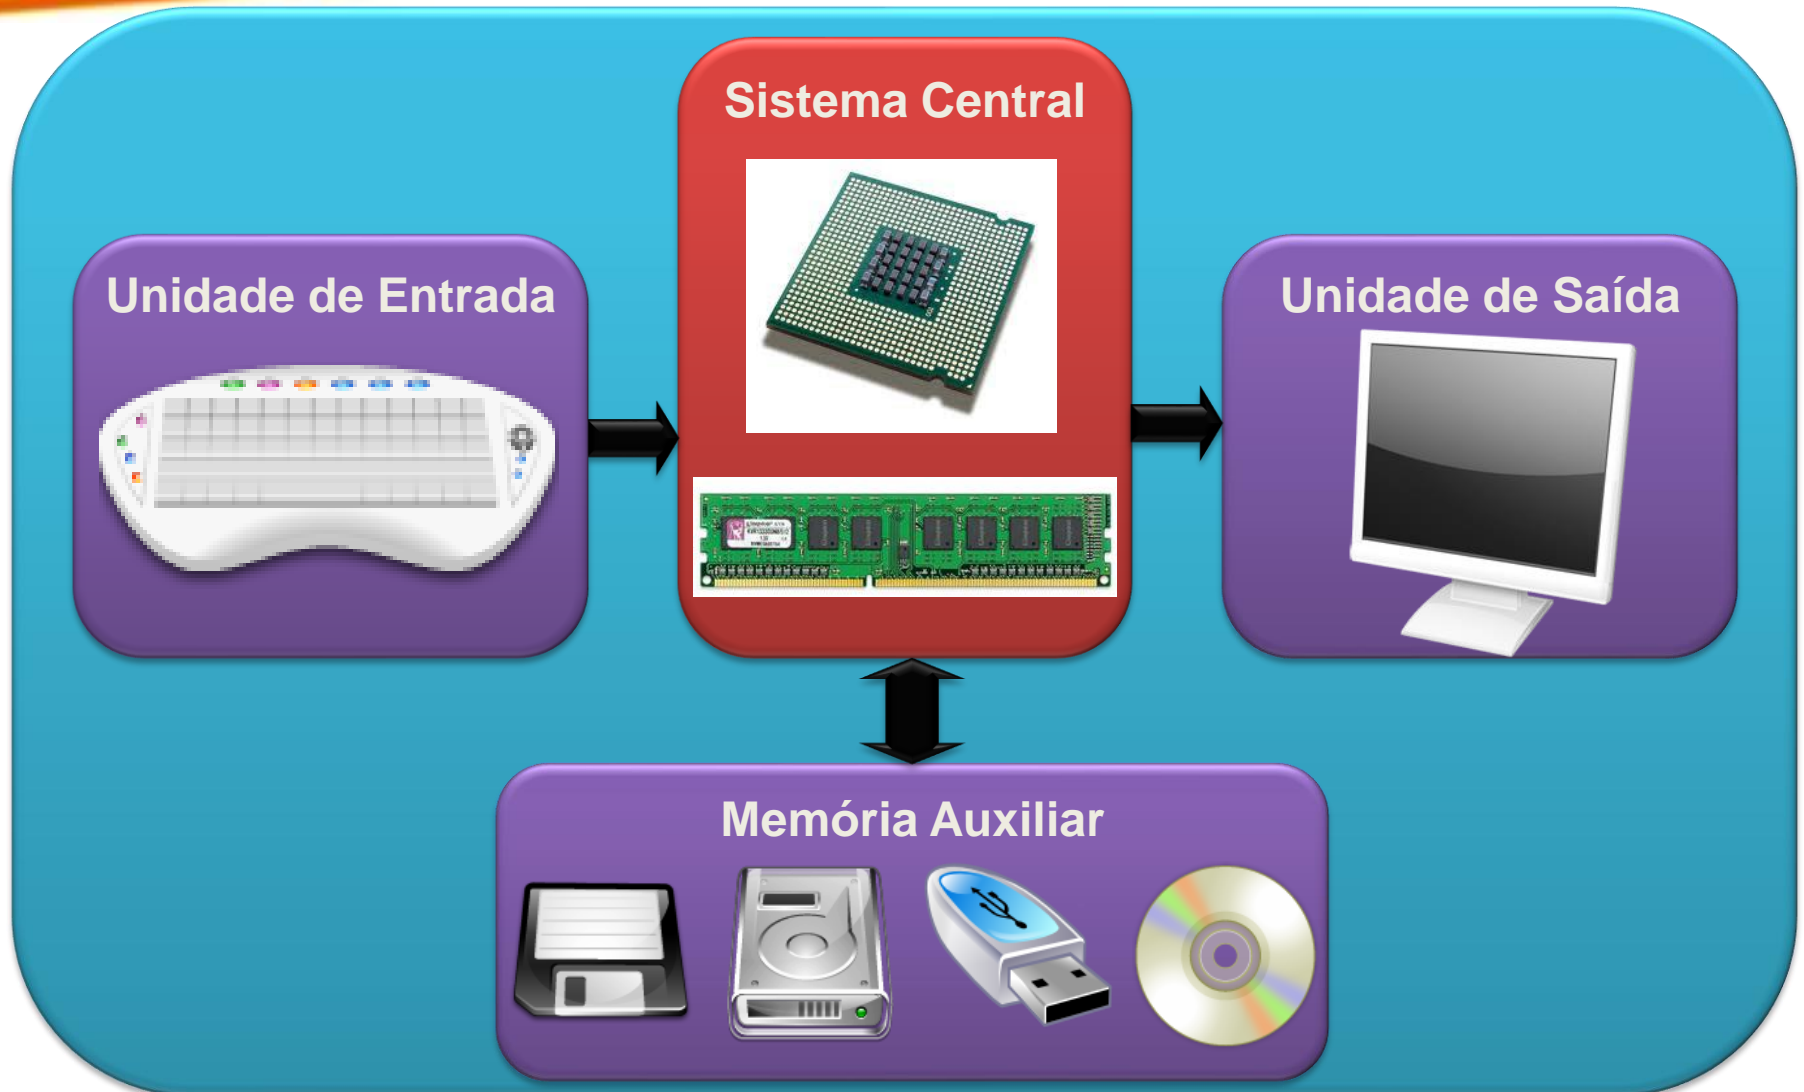 Sistema Central
Unidade de Entrada
Unidade de Saída
Memória Auxiliar